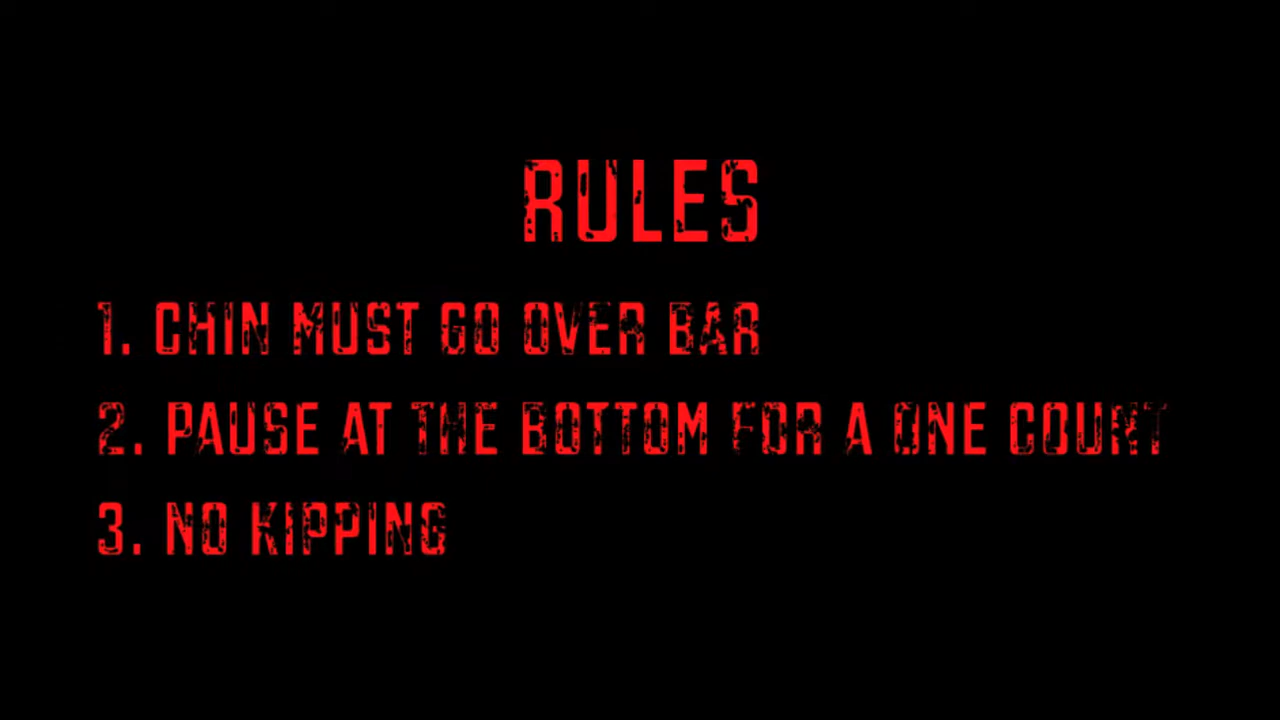 RULES
1. CHIN MUST GO OVER BAR
2. PAUSE AT THE BOTTOM FOR A ONE COUNT
3. NO KIPPING